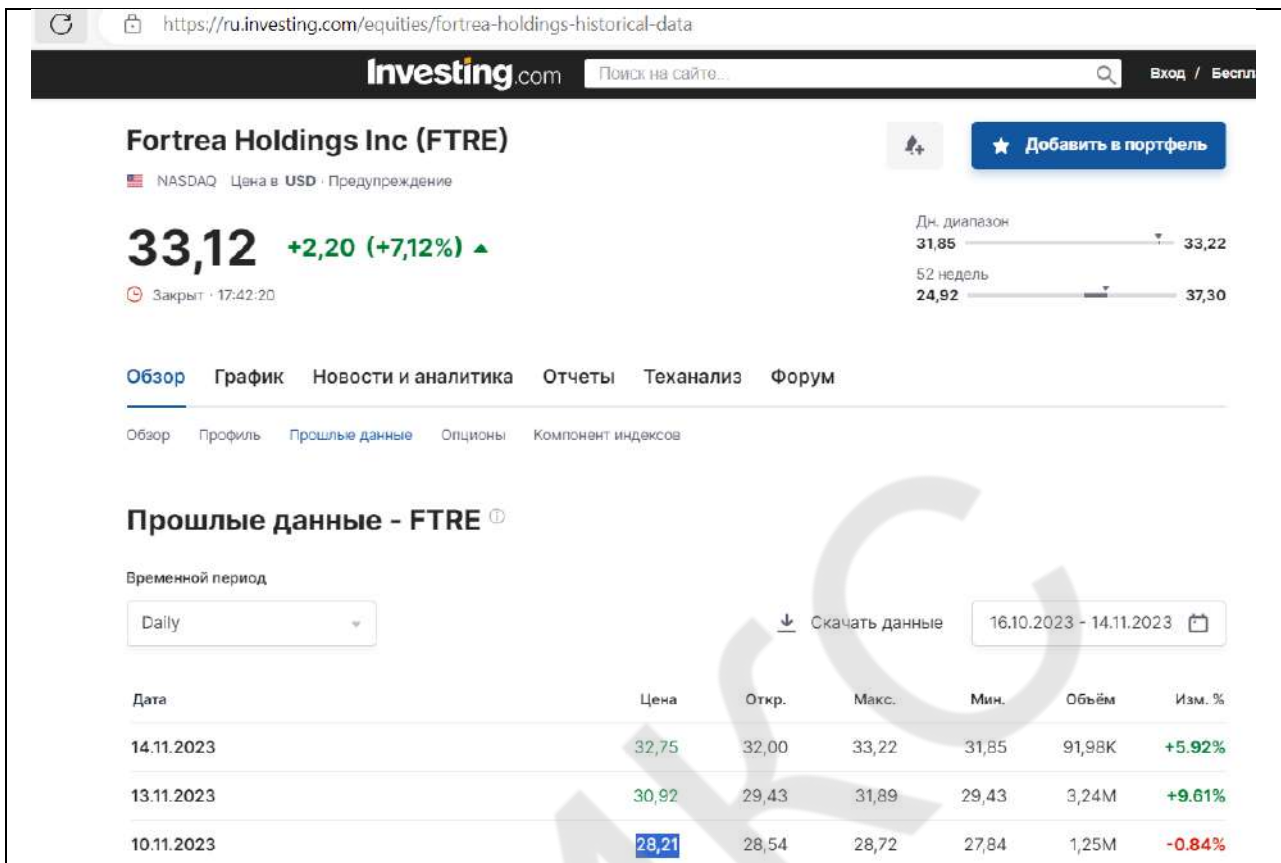 https://ru.investing.com/equities/fortrea-holdings-historical-data
Investing.com Поиск на сайте... Вход / Беспл
Fortrea Holdings Inc (FTRE)
Добавить в портфель
NASDAQ Цена в USD · Предупреждение
33,12 +2,20 (+7,12%)
Дн. диапазон
31,85 33,22
52 недель
24,92 37,30
Закрыт · 17:42:20
Обзор График Новости и аналитика Отчеты Теханализ Форум
Обзор Профиль Прошлые данные Опционы Компонент индексов
Прошлые данные - FTRE
Временной период
Daily Скачать данные 16.10.2023 - 14.11.2023
Дата Цена Откр. Макс. Мин. Объём Изм. %
14.11.2023 32,75 32,00 33,22 31,85 91,98K +5.92%
13.11.2023 30,92 29,43 31,89 29,43 3,24M +9.61%
10.11.2023 28,21 28,54 28,72 27,84 1,25M -0.84%